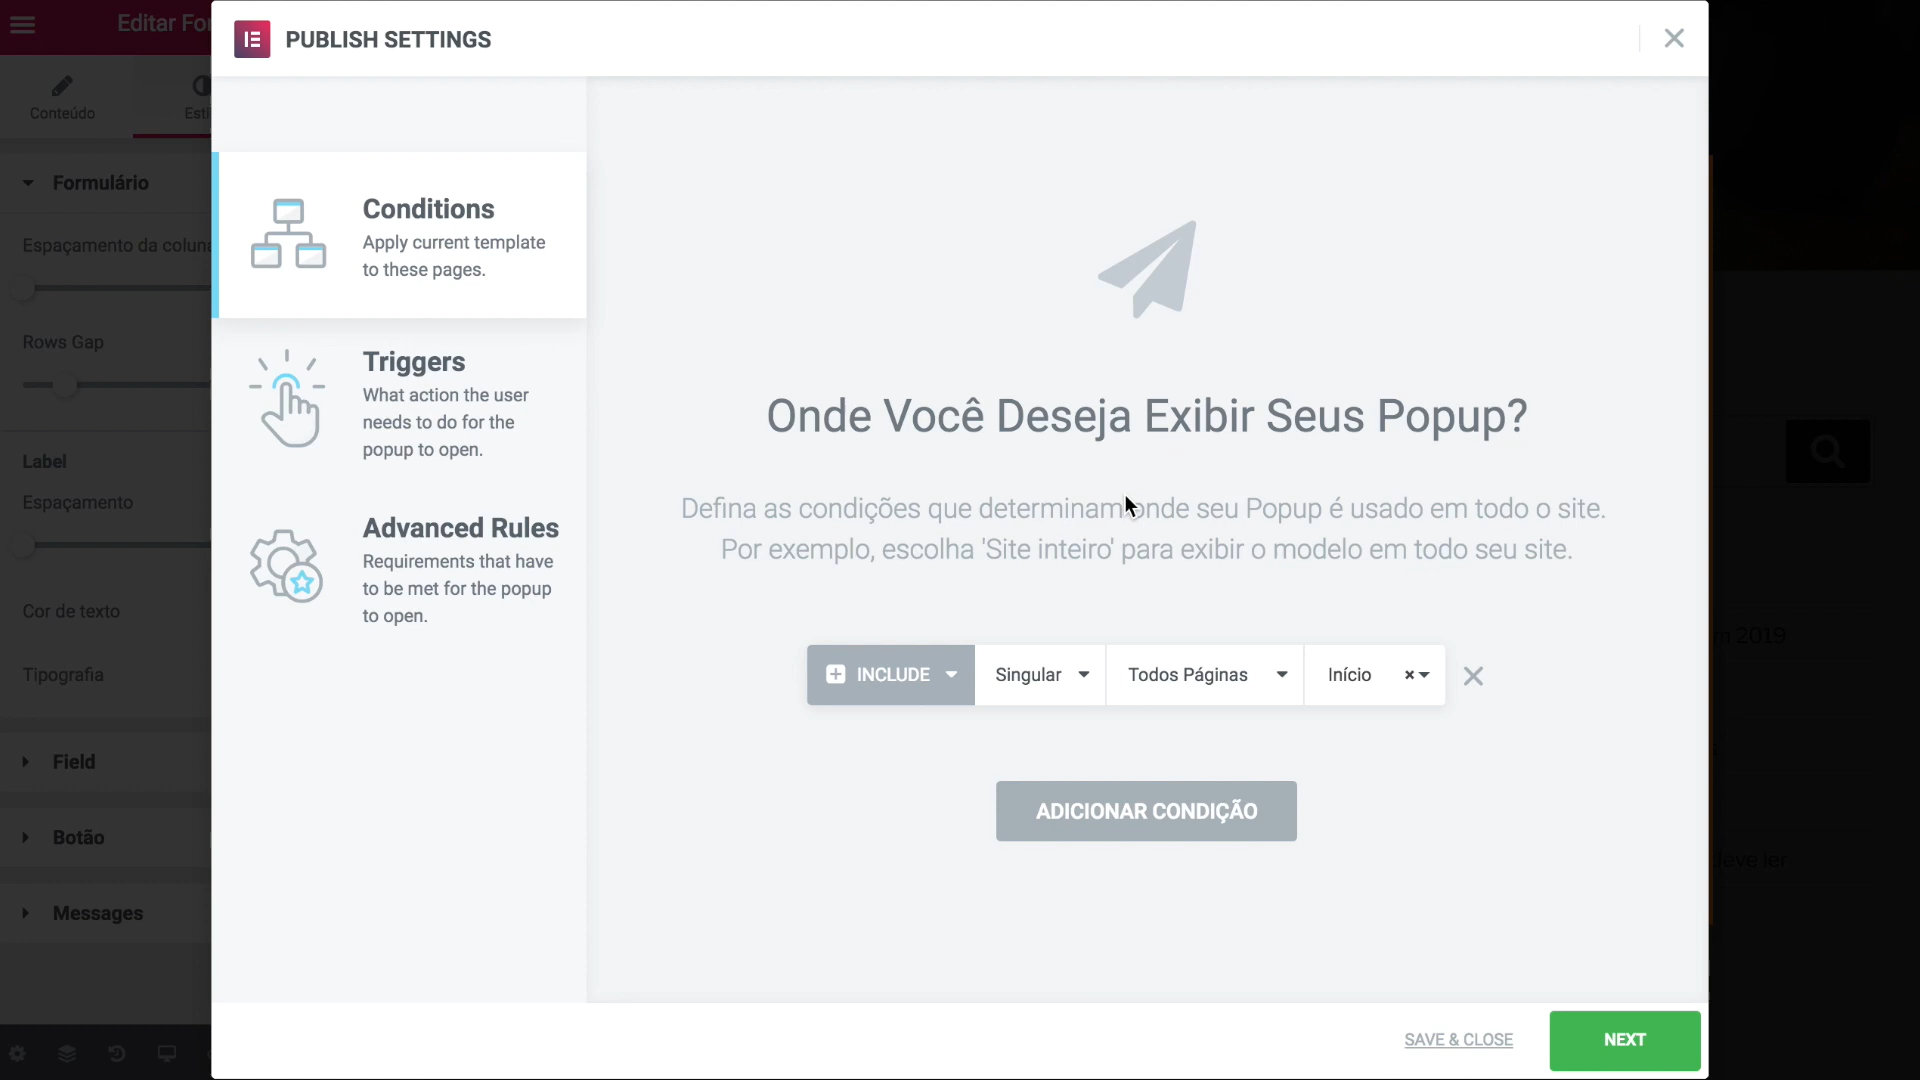 Editar For
PUBLISH SETTINGS
Conteúdo
Esti
Formulário
Espaçamento da coluna
Rows Gap
Label
Espaçamento
Cor de texto
Tipografia
Field
Botão
Messages
Conditions
Apply current template
to these pages.
Triggers
What action the user
needs to do for the
popup to open.
Advanced Rules
Requirements that have
to be met for the popup
to open.
Onde Você Deseja Exibir Seus Popup?
Defina as condições que determinam onde seu Popup é usado em todo o site.
Por exemplo, escolha 'Site inteiro' para exibir o modelo em todo seu site.
INCLUDE
Singular
Todos Páginas
Início
ADICIONAR CONDIÇÃO
2019
deve ler
SAVE & CLOSE
NEXT